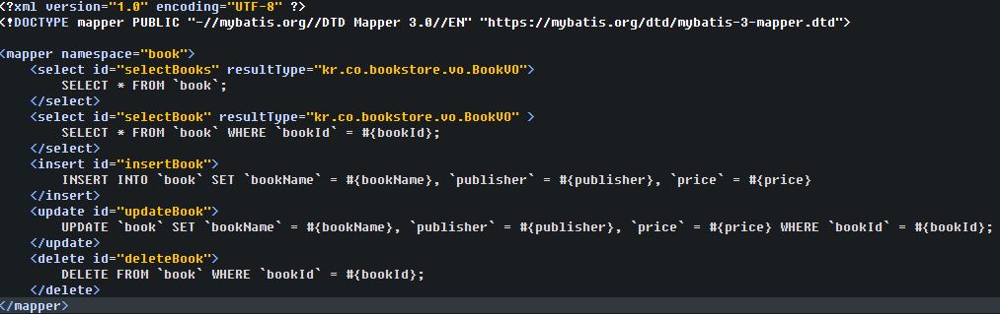 <?xml version="1.0" encoding="UTF-8" ?>
<!DOCTYPE mapper PUBLIC "-//mybatis.org//DTD Mapper 3.0//EN" "https://mybatis.org/dtd/mybatis-3-mapper.dtd">
<mapper namespace="book">
<select id="selectBooks" resultType="kr.co.bookstore.vo.BookVO">
SELECT * FROM `book`;
</select>
<select id="selectBook" resultType="kr.co.bookstore.vo.BookVO" >
SELECT * FROM `book` WHERE `bookId` = #{bookId};
</select>
<insert id="insertBook">
INSERT INTO `book` SET `bookName` = #{bookName}, `publisher` = #{publisher}, `price` = #{price}
</insert>
<update id="updateBook">
UPDATE `book` SET `bookName` = #{bookName}, `publisher` = #{publisher}, `price` = #{price} WHERE `bookId` = #{bookId};
</update>
<delete id="deleteBook">
DELETE FROM `book` WHERE `bookId` = #{bookId};
</delete>
</mapper>